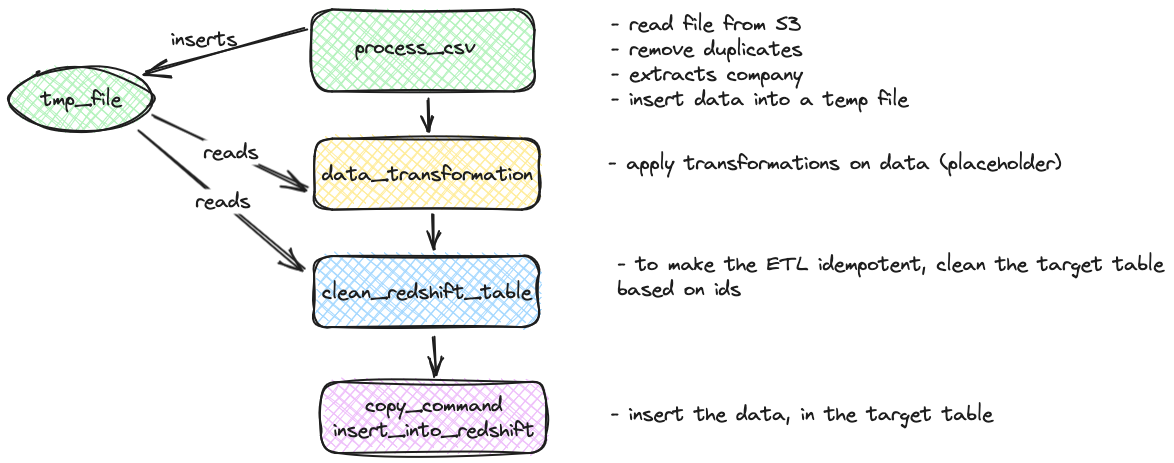 inserts
process_csv
- read file from S3
- remove duplicates
- extracts company
- insert data into a temp file
tmp_file
reads
data_transformation
- apply transformations on data (placeholder)
reads
clean_redshift_table
- to make the ETL idempotent, clean the target table
based on ids
copy_command
insert_into_redshift
- insert the data, in the target table